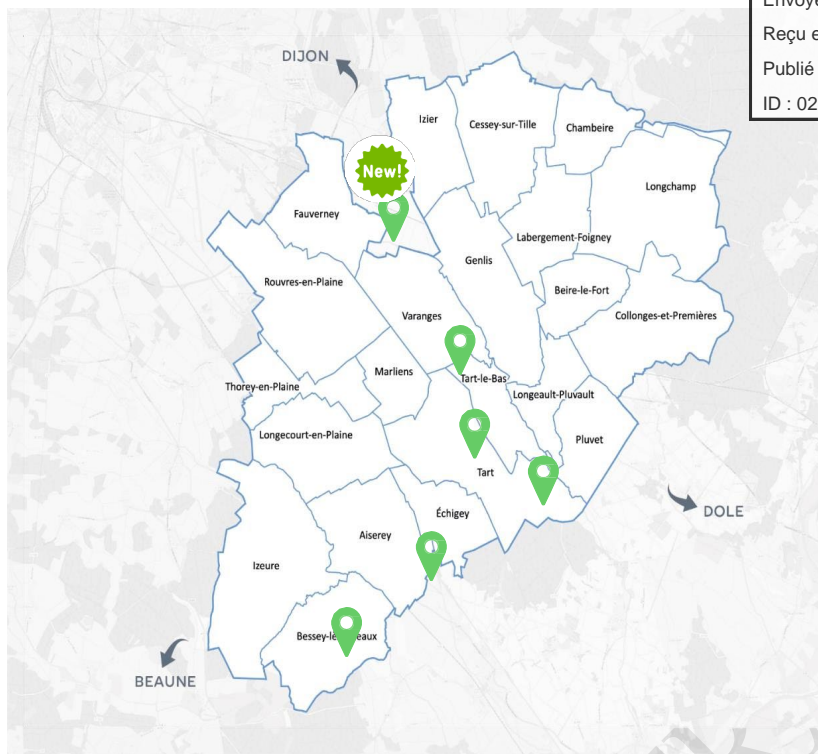 Reçu e
Publié
ID : 02
DIJON
Izier
Cessey-sur-Tille
Chambeire
New!
Longchamp
Fauverney
Labergement-Foigney
Genlis
Rouvres-en-Plaine
Beire-le-Fort
Varanges
Collonges-et-Premières
Marliens
Tart-le-Bas
Thorey-en-Plaine
Longeault-Pluvault
Longecourt-en-Plaine
Pluvet
Tart
DOLE
Échigey
Aiserey
Izeure
BEAUNE